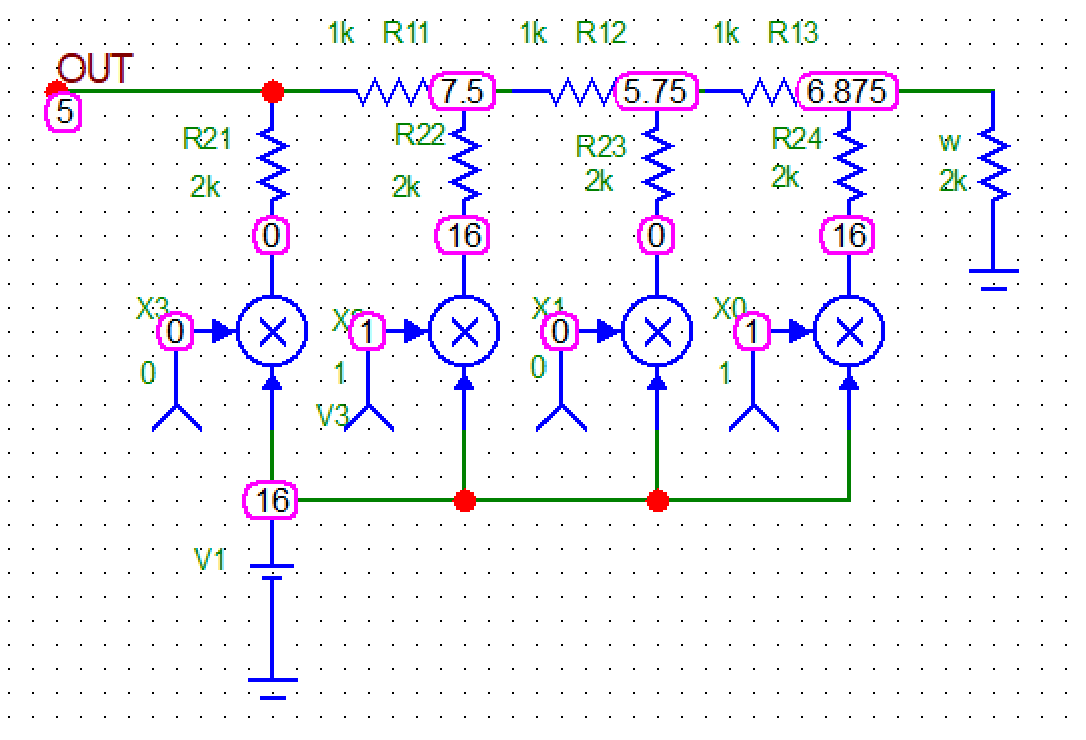 1k R11 1k R12 1k R13
OUT
5
7.5 5.75 6.875
R21 R22 R23 R24 w
2k 2k 2k 2k 2k
0 16 0 16
X3 X1 X0
0 1 0 1
0 1 0 1
V3
16
V1